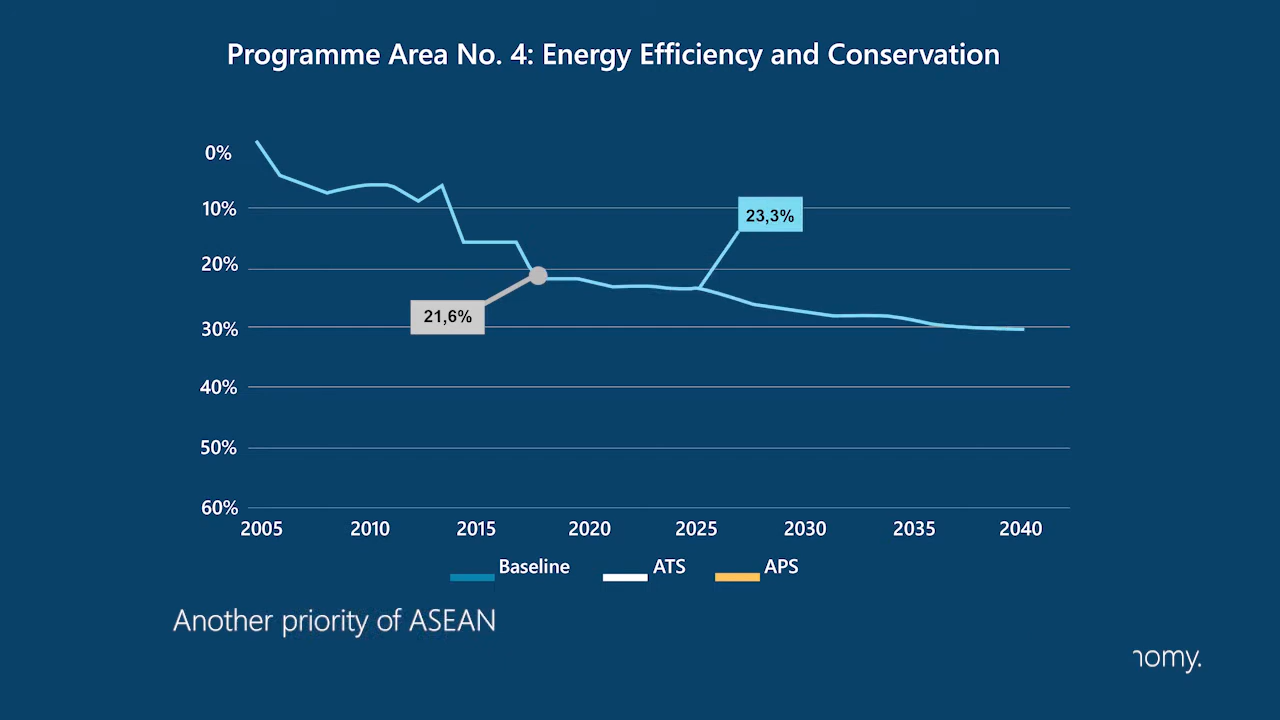 Programme Area No. 4: Energy Efficiency and Conservation
0%
10%
23,3%
20%
21,6%
30%
40%
50%
60%
2005 2010 2015 2020 2025 2030 2035 2040
Baseline ATS APS
Another priority of ASEAN
nomy.